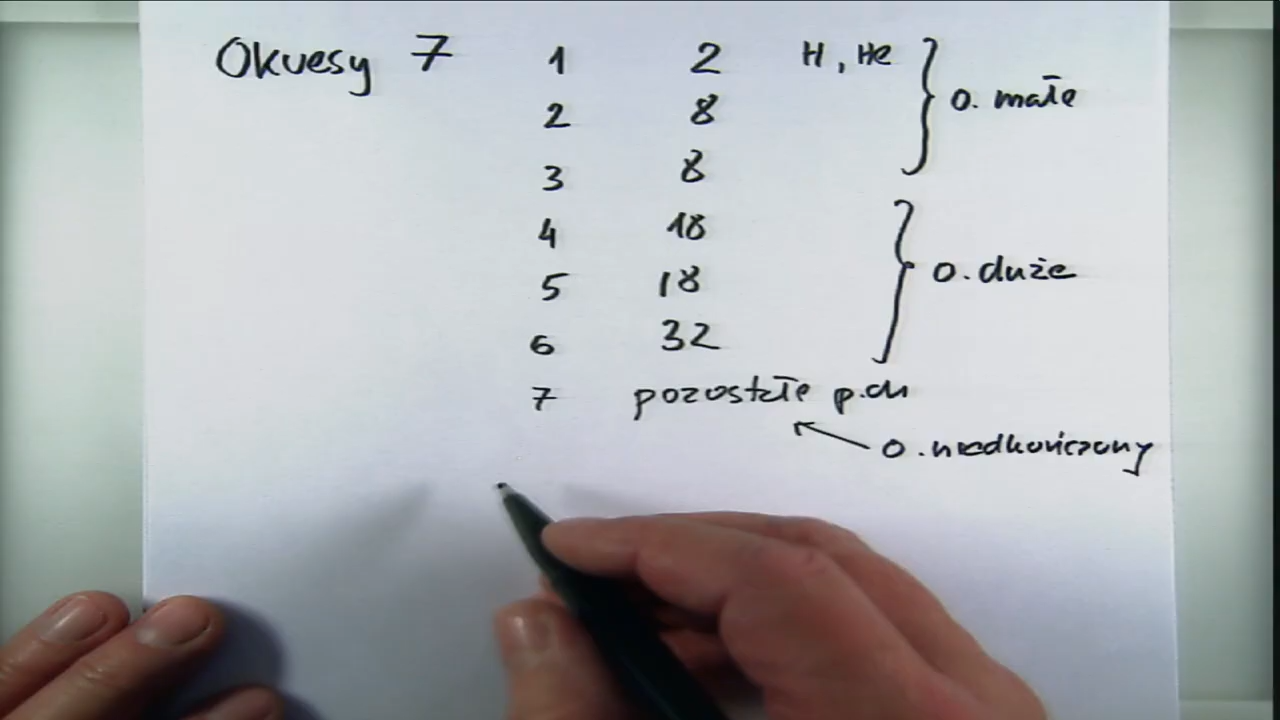 Okresy 7 1 2 H, He
o. małe
2 8
3 8
4 18
o. duże
5 18
6 32
7 pozostałe p.ch
o. niedkończony